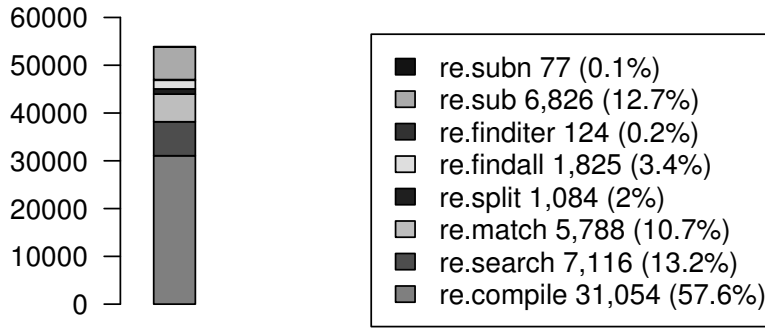 60000
50000
40000
30000
20000
10000
0
re.subn 77 (0.1%)
re.sub 6,826 (12.7%)
re.finditer 124 (0.2%)
re.findall 1,825 (3.4%)
re.split 1,084 (2%)
re.match 5,788 (10.7%)
re.search 7,116 (13.2%)
re.compile 31,054 (57.6%)